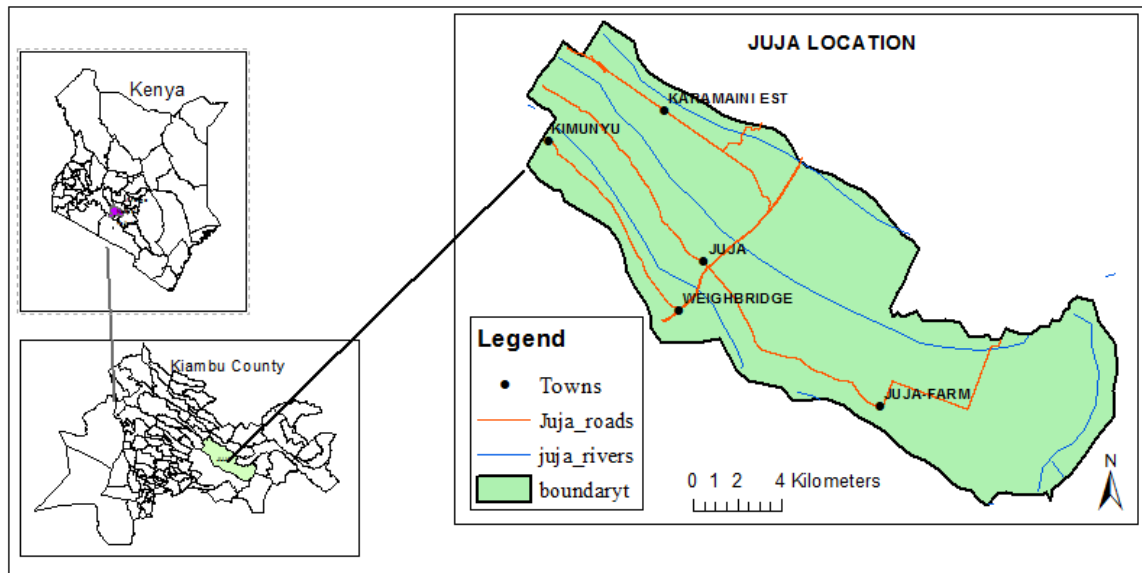 Kenya
Kiambu County
JUJA LOCATION
KARAMAINI EST
KIMUNYU
JUJA
WEIGHBRIDGE
JUJA-FARM
Legend
Towns
Juja_roads
juja_rivers
boundaryt
0 1 2 4 Kilometers
N